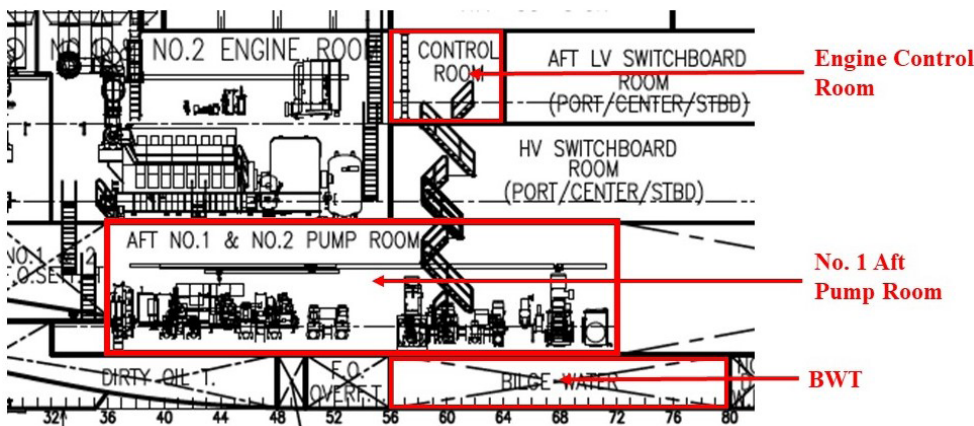 NO.2 ENGINE ROO
CONTROL
ROOM
AFT LV SWITCHBOARD
ROOM
(PORT/CENTER/STBD)
Engine Control
Room
HV SWITCHBOARD
ROOM
(PORT/CENTER/STBD)
AFT NO.1 & NO.2 PUMP ROOM
No. 1 Aft
Pump Room
DIRTY OIL T.
F.O.
OVERF.T.
BILGE WATER
BWT
32 36 40 44 48 52 56 60 64 68 72 76 80